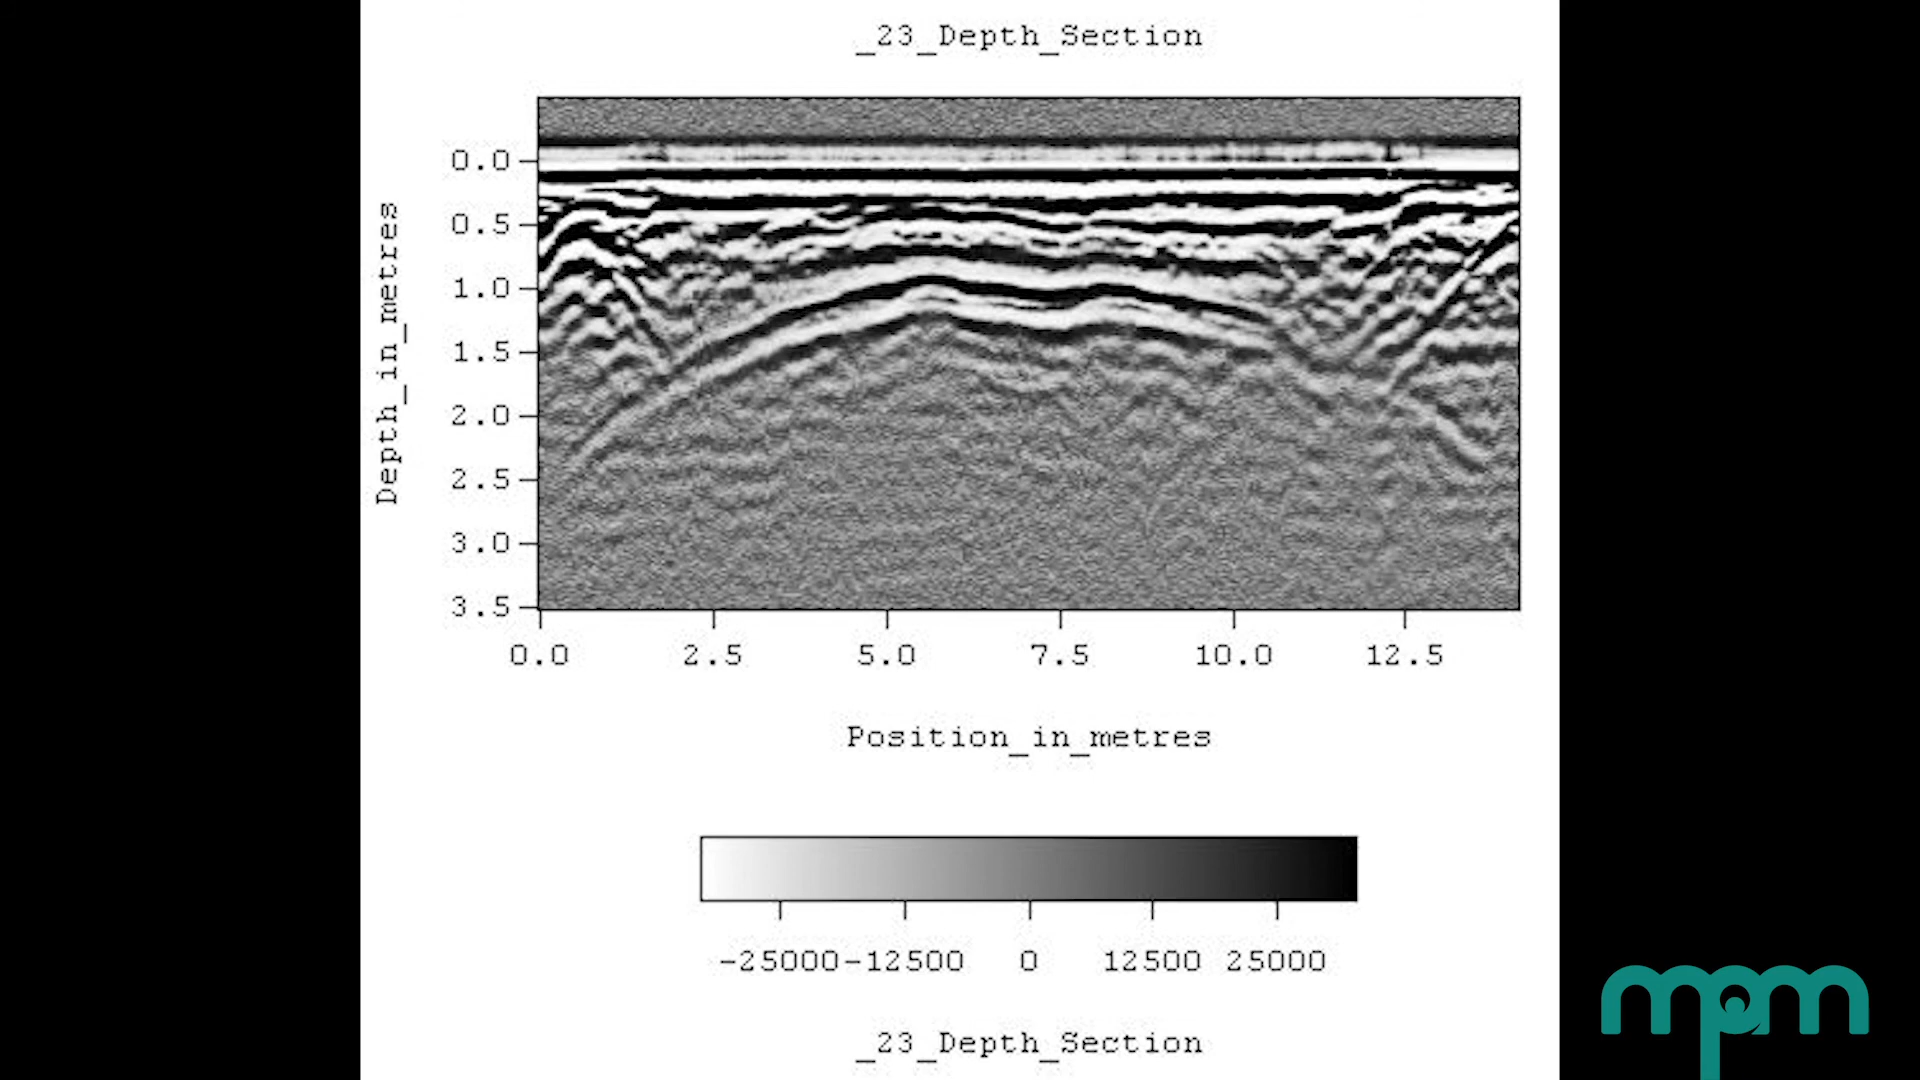 _23_Depth_Section
Depth_in_metres
0.0
0.5
1.0
1.5
2.0
2.5
3.0
3.5
0.0 2.5 5.0 7.5 10.0 12.5
Position_in_metres
-25000 -12500 0 12500 25000
_23_Depth_Section
mpm